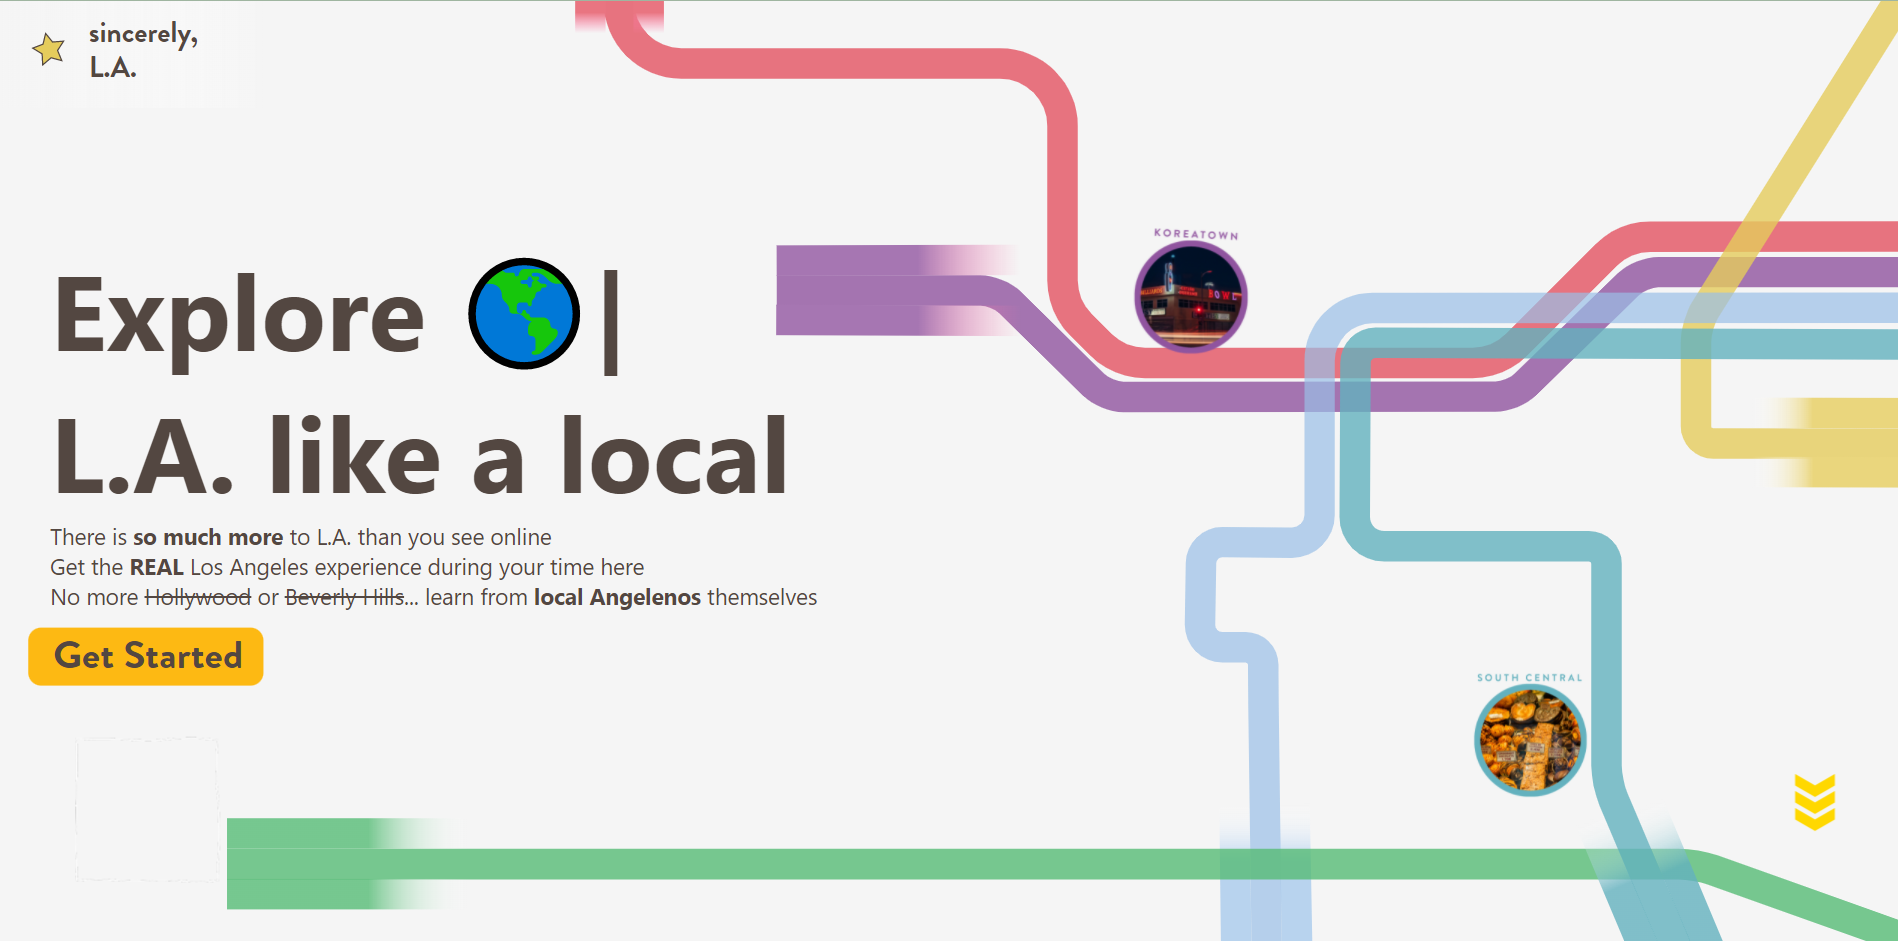 sincerely,
L.A.
KOREATOWN
Explore 🌎|
L.A. like a local
There is so much more to L.A. than you see online
Get the REAL Los Angeles experience during your time here
No more Hollywood or Beverly Hills... learn from local Angelenos themselves
Get Started
SOUTH CENTRAL